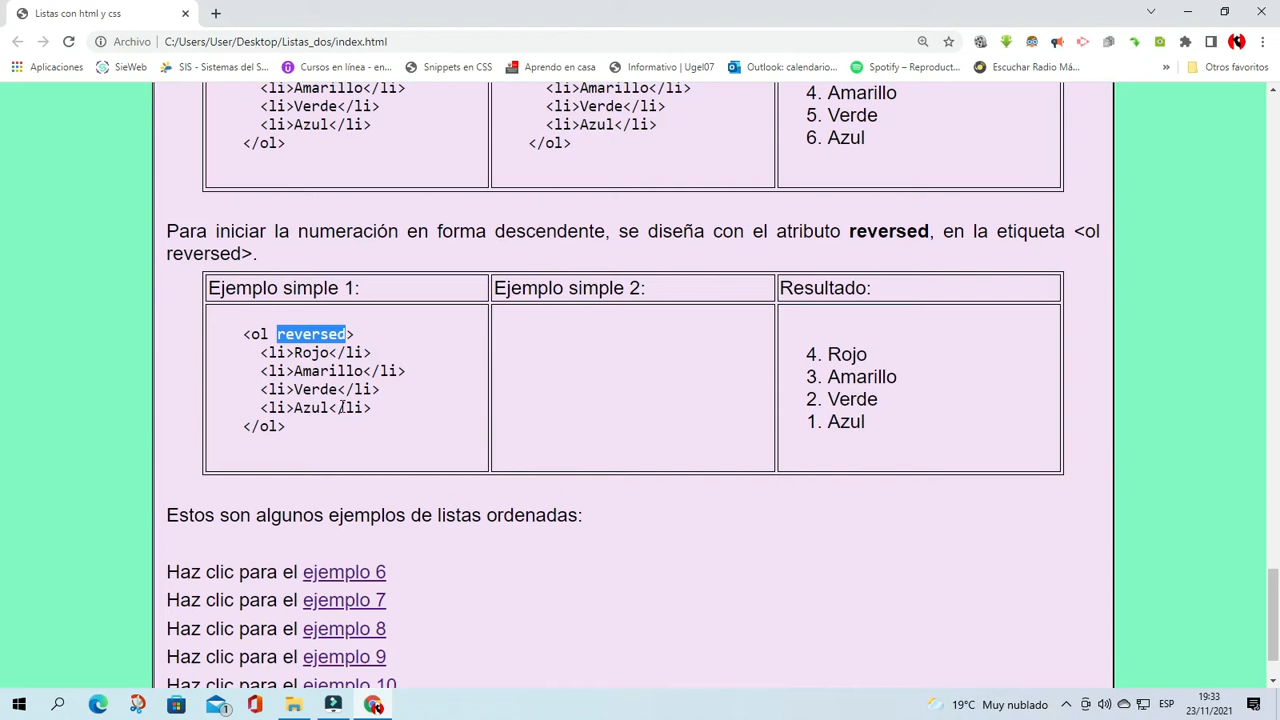 Listas con html y css
Archivo | C:/Users/User/Desktop/Listas_dos/index.html
Aplicaciones SieWeb SIS - Sistemas del S... Cursos en línea - en... Snippets en CSS Aprendo en casa Informativo | Ugel07 Outlook: calendario... Spotify – Reproduct... Escuchar Radio Má... » Otros favoritos
<li>Amarillo</li> <li>Amarillo</li> 4. Amarillo
<li>Verde</li> <li>Verde</li> 5. Verde
<li>Azul</li> <li>Azul</li> 6. Azul
</ol> </ol>
Para iniciar la numeración en forma descendente, se diseña con el atributo reversed, en la etiqueta <ol
reversed>.
Ejemplo simple 1: Ejemplo simple 2: Resultado:
<ol reversed>
<li>Rojo</li> 4. Rojo
<li>Amarillo</li> 3. Amarillo
<li>Verde</li> 2. Verde
<li>Azul</li> 1. Azul
</ol>
Estos son algunos ejemplos de listas ordenadas:
Haz clic para el ejemplo 6
Haz clic para el ejemplo 7
Haz clic para el ejemplo 8
Haz clic para el ejemplo 9
Haz clic para el ejemplo 10
1 19°C Muy nublado ESP 19:33
23/11/2021